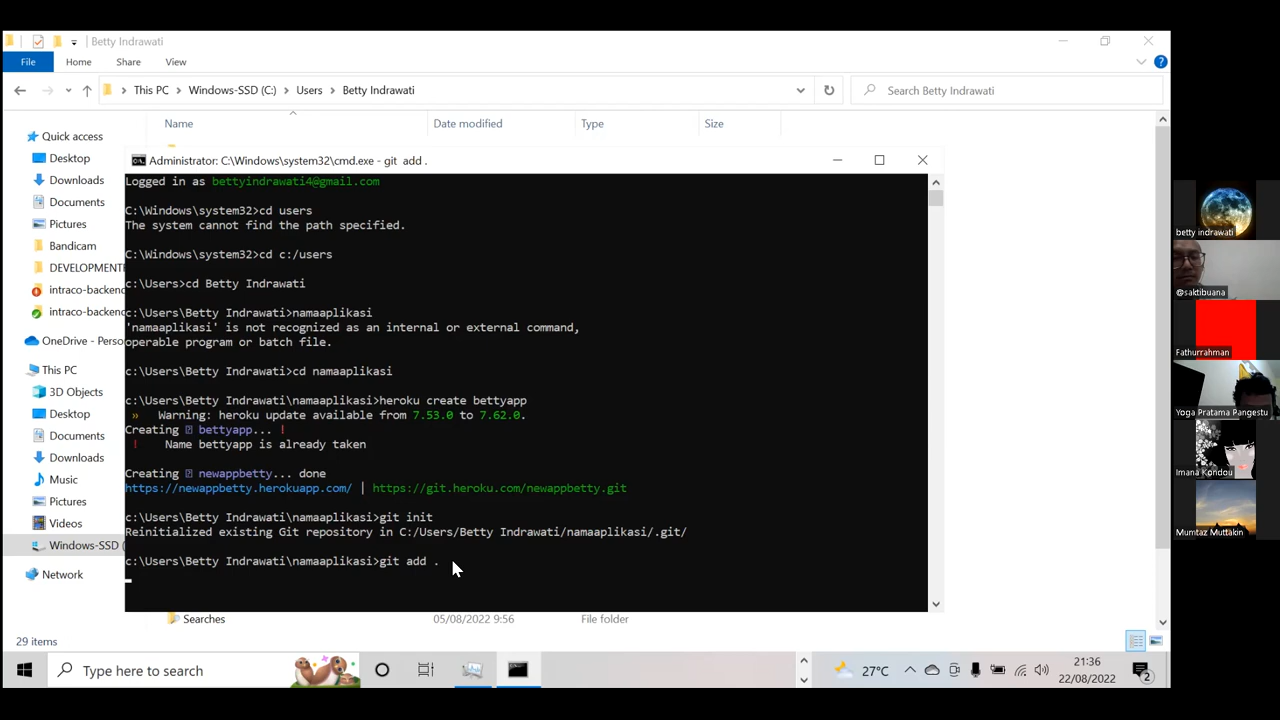 Betty Indrawati
File
Home
Share
View
This PC
Windows-SSD (C:)
Users
Betty Indrawati
Search Betty Indrawati
Name
Date modified
Type
Size
Quick access
Desktop
Downloads
Documents
Pictures
Bandicam
DEVELOPMENT
intraco-backen
intraco-backen
OneDrive - Perso
This PC
3D Objects
Desktop
Documents
Downloads
Music
Pictures
Videos
Windows-SSD (
Network
Administrator: C:\Windows\system32\cmd.exe - git add .
Logged in as bettyindrawati4@gmail.com
C:\Windows\system32>cd users
The system cannot find the path specified.
C:\Windows\system32>cd c:/users
c:\Users>cd Betty Indrawati
c:\Users\Betty Indrawati>namaaplikasi
'namaaplikasi' is not recognized as an internal or external command,
operable program or batch file.
c:\Users\Betty Indrawati>cd namaaplikasi
c:\Users\Betty Indrawati\namaaplikasi>heroku create bettyapp
» Warning: heroku update available from 7.53.0 to 7.62.0.
Creating bettyapp... !
! Name bettyapp is already taken
Creating newappbetty... done
https://newappbetty.herokuapp.com/ | https://git.heroku.com/newappbetty.git
c:\Users\Betty Indrawati\namaaplikasi>git init
Reinitialized existing Git repository in C:/Users/Betty Indrawati/namaaplikasi/.git/
c:\Users\Betty Indrawati\namaaplikasi>git add .
Searches
05/08/2022 9:56
File folder
29 items
Type here to search
27°C
21:36
22/08/2022
2
betty indrawati
@saktibuana
Fathurrahman
Yoga Pratama Pangestu
Imana Kondou
Mumtaz Muttakin